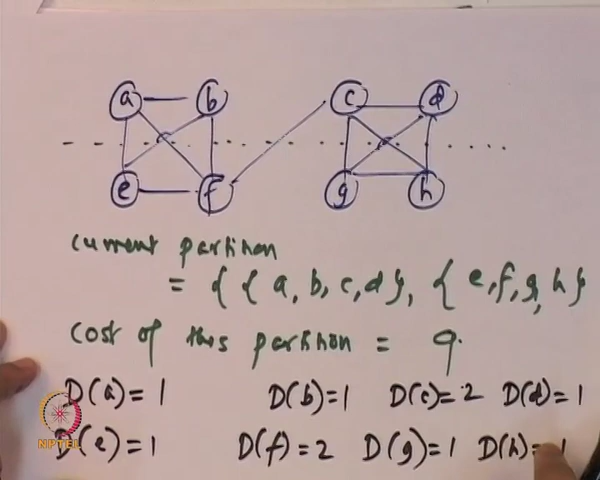 a b c d
e f g h
current partition
= { { a, b, c, d }, { e, f, g, h }
cost of this partition = 9.
D(a) = 1 D(b) = 1 D(c) = 2 D(d) = 1
D(e) = 1 D(f) = 2 D(g) = 1 D(h) = 1
NPTEL